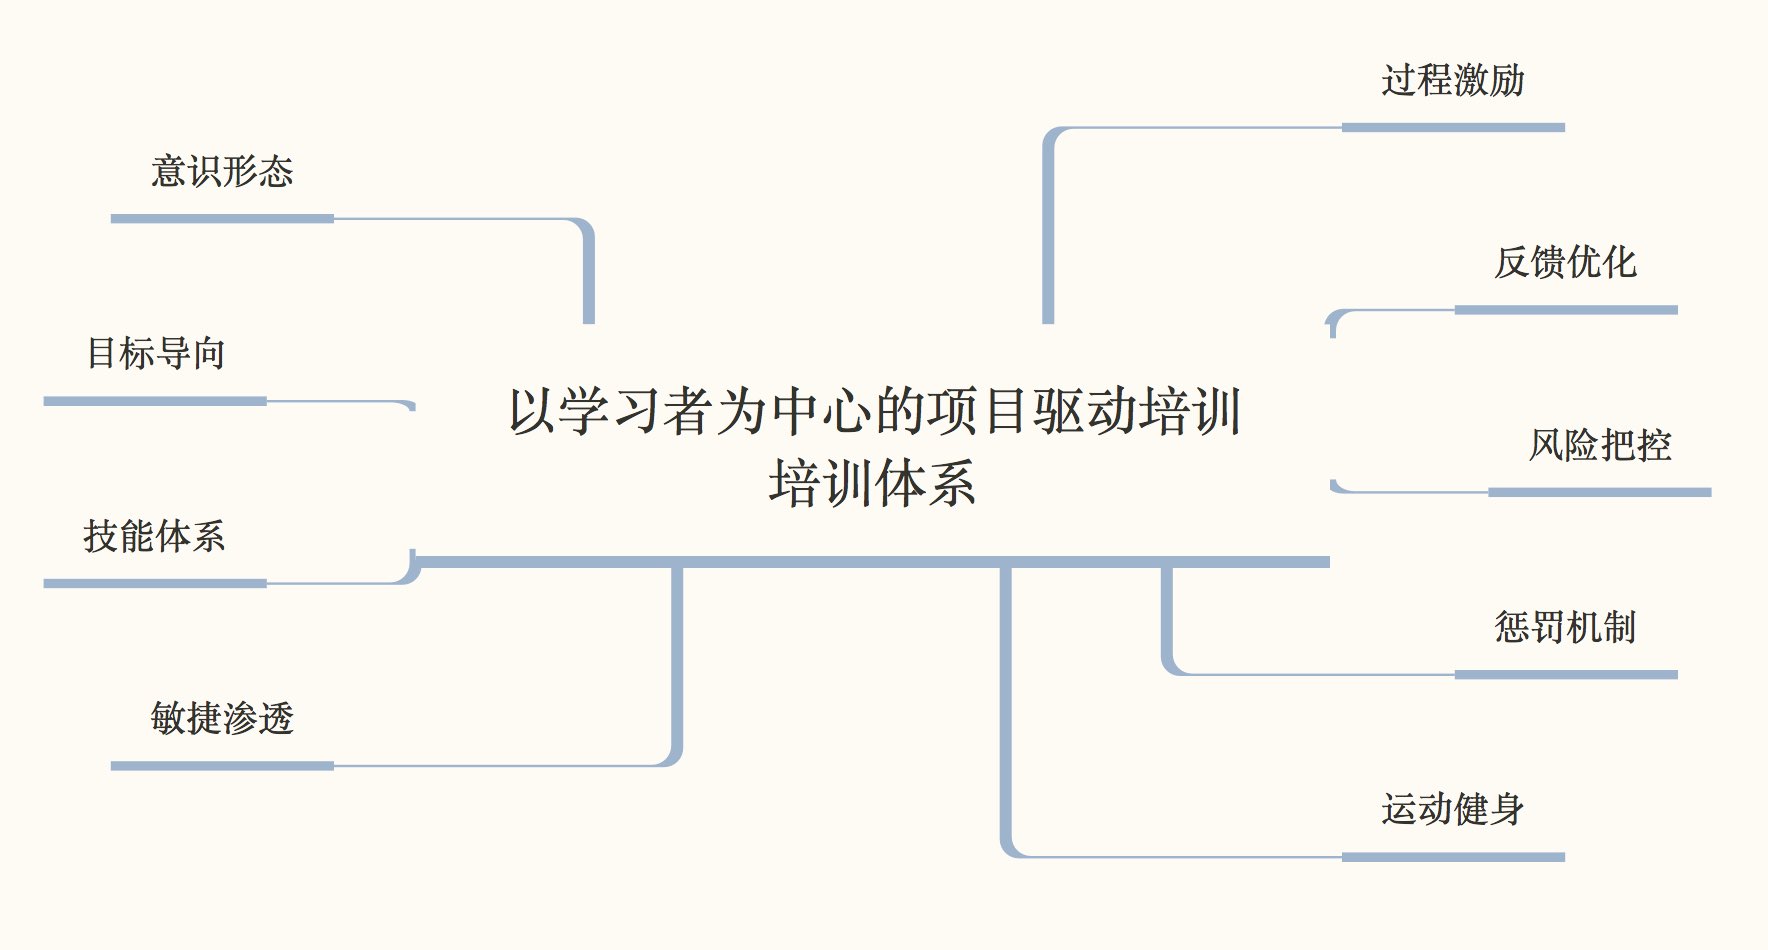 过程激励
意识形态
反馈优化
目标导向
以学习者为中心的项目驱动培训
培训体系
风险把控
技能体系
惩罚机制
敏捷渗透
运动健身